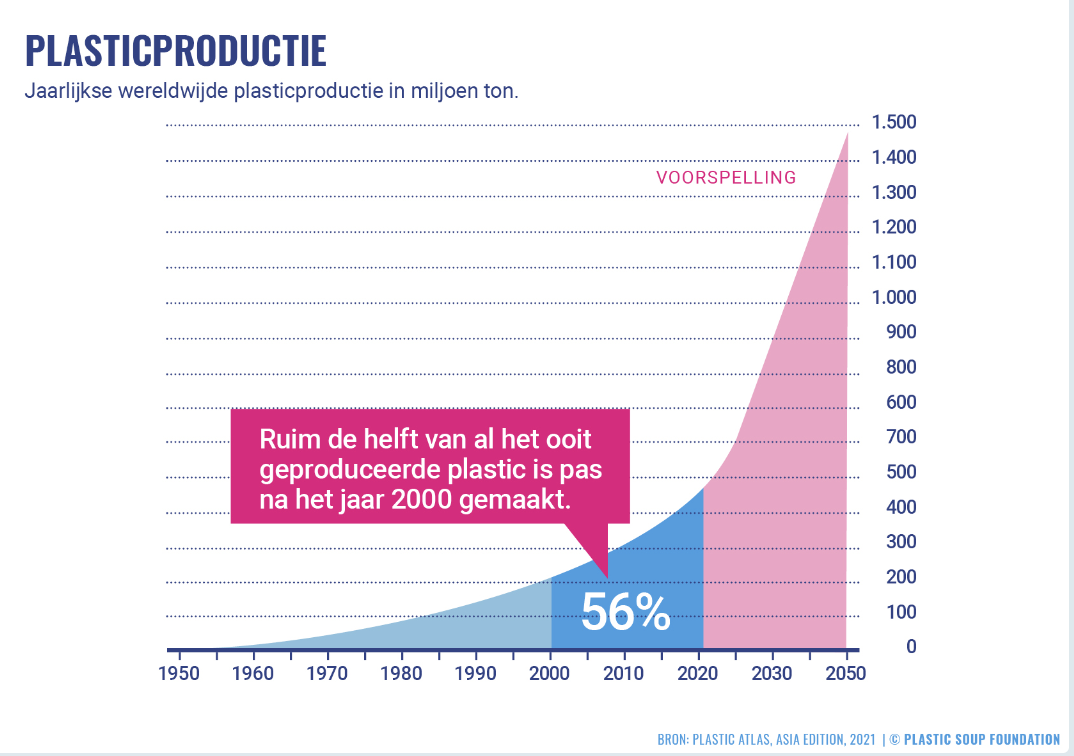 PLASTICPRODUCTIE
Jaarlijkse wereldwijde plasticproductie in miljoen ton.
1.500
1.400
VOORSPELLING
1.300
1.200
1.100
1.000
900
800
600
Ruim de helft van al het ooit
geproduceerde plastic is pas
na het jaar 2000 gemaakt.
700
500
400
300
200
56%
100
0
1950 1960 1970 1980 1990 2000 2010 2020 2030 2050
BRON: PLASTIC ATLAS, ASIA EDITION, 2021 | © PLASTIC SOUP FOUNDATION